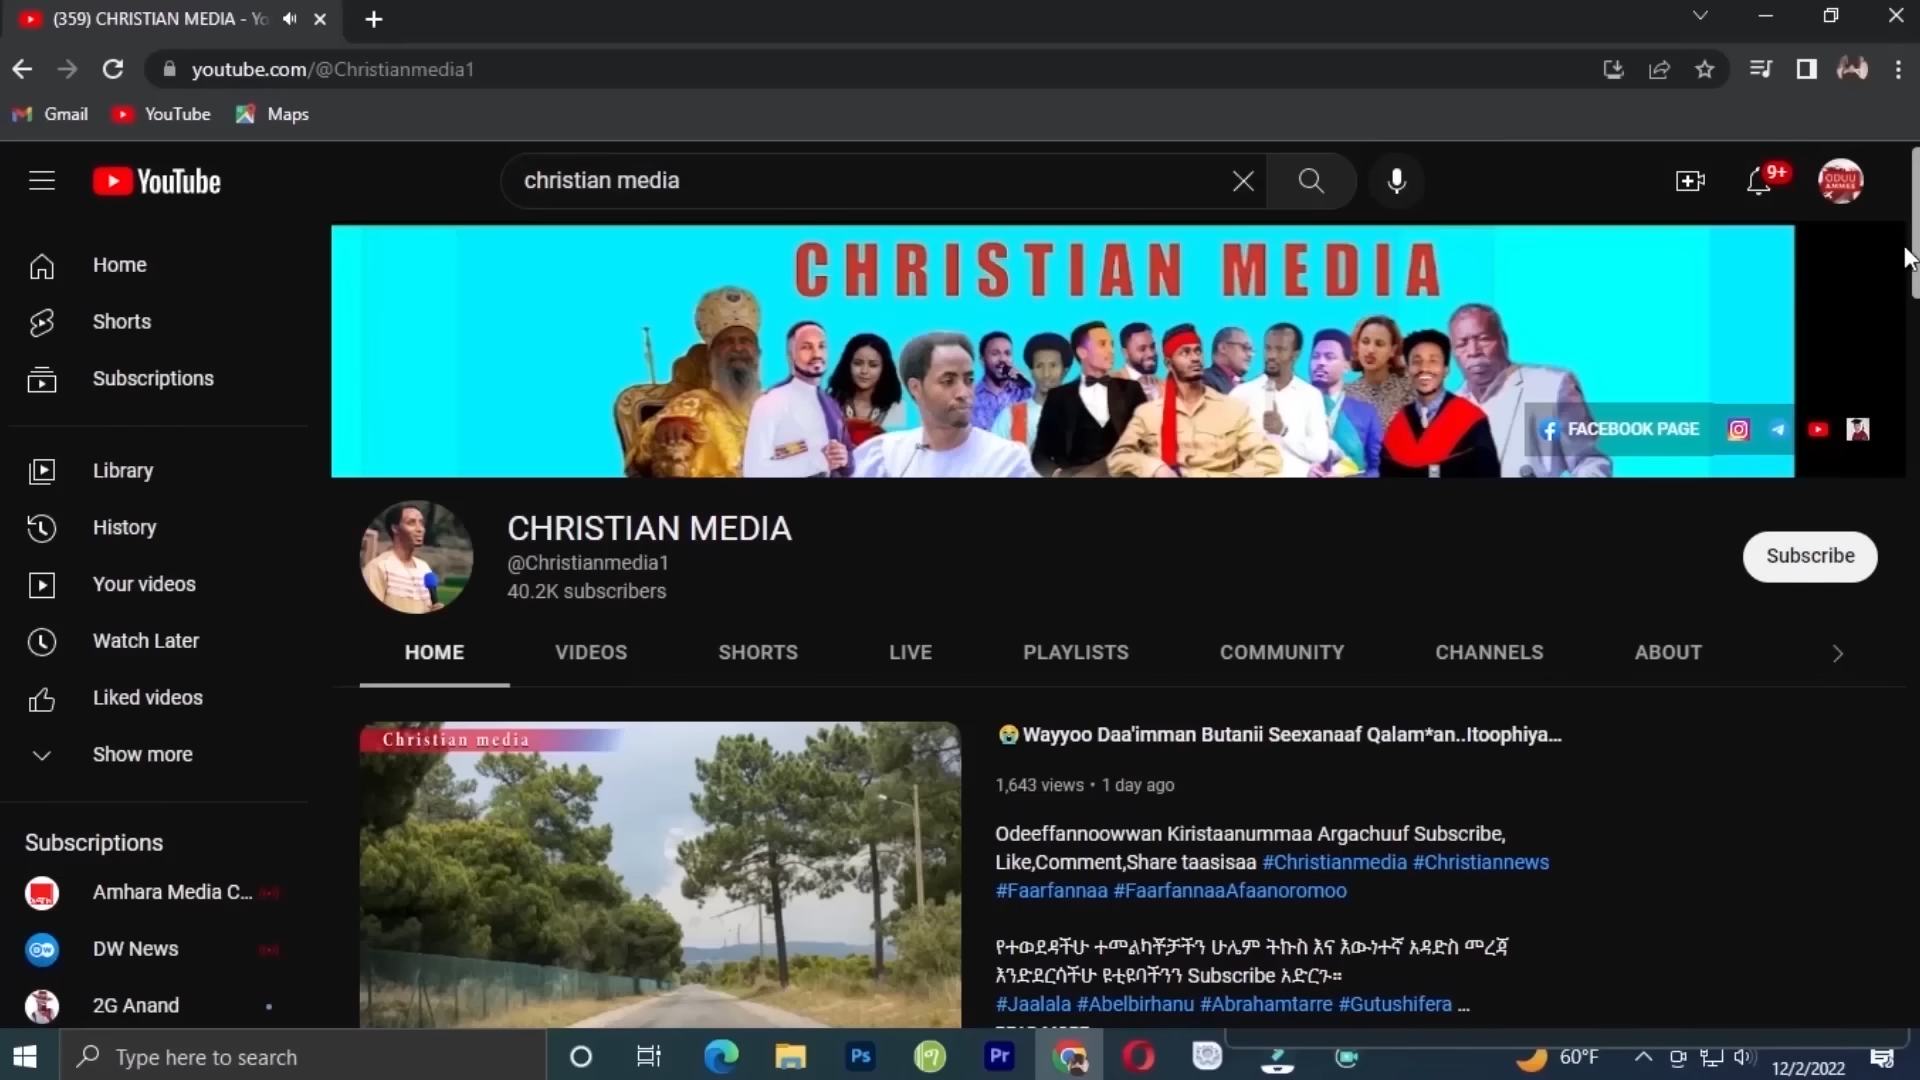 (359) CHRISTIAN MEDIA - Yo
youtube.com/@Christianmedia1
Gmail YouTube Maps
YouTube
christian media
9+
ODUU
AMMEE
Home
Shorts
Subscriptions
Library
History
Your videos
Watch Later
Liked videos
Show more
Subscriptions
Amhara Media C...
DW News
2G Anand
CHRISTIAN MEDIA
FACEBOOK PAGE
CHRISTIAN MEDIA
@Christianmedia1
40.2K subscribers
Subscribe
HOME VIDEOS SHORTS LIVE PLAYLISTS COMMUNITY CHANNELS ABOUT
Christian media
😭Wayyoo Daa'imman Butanii Seexanaaf Qalam*an..Itoophiya...
1,643 views • 1 day ago
Odeeffannoowwan Kiristaanummaa Argachuuf Subscribe,
Like,Comment,Share taasisaa #Christianmedia #Christiannews
#Faarfannaa #FaarfannaaAfaanoromoo
የተወደዳችሁ ተመልካቾቻችን ሁሌም ትኩስ እና እውነተኛ አዳድስ መረጃ
እንድደርሳችሁ ዩቲዩባችንን Subscribe አድርጉ።
#Jaalala #Abelbirhanu #Abrahamtarre #Gutushifera ...
Type here to search
Ps
Pr
60°F
12/2/2022